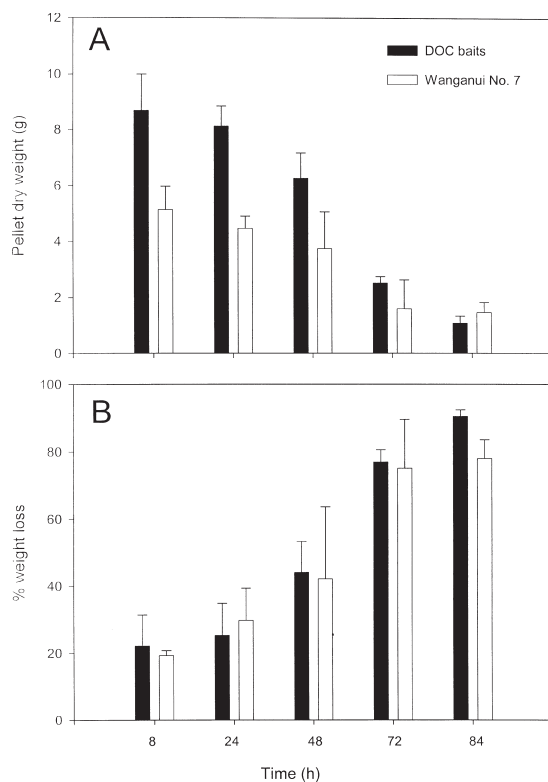 A
12
10
8
6
4
2
0
Pellet dry weight (g)
DOC baits
Wanganui No. 7
B
100
80
60
40
20
0
% weight loss
8 24 48 72 84
Time (h)